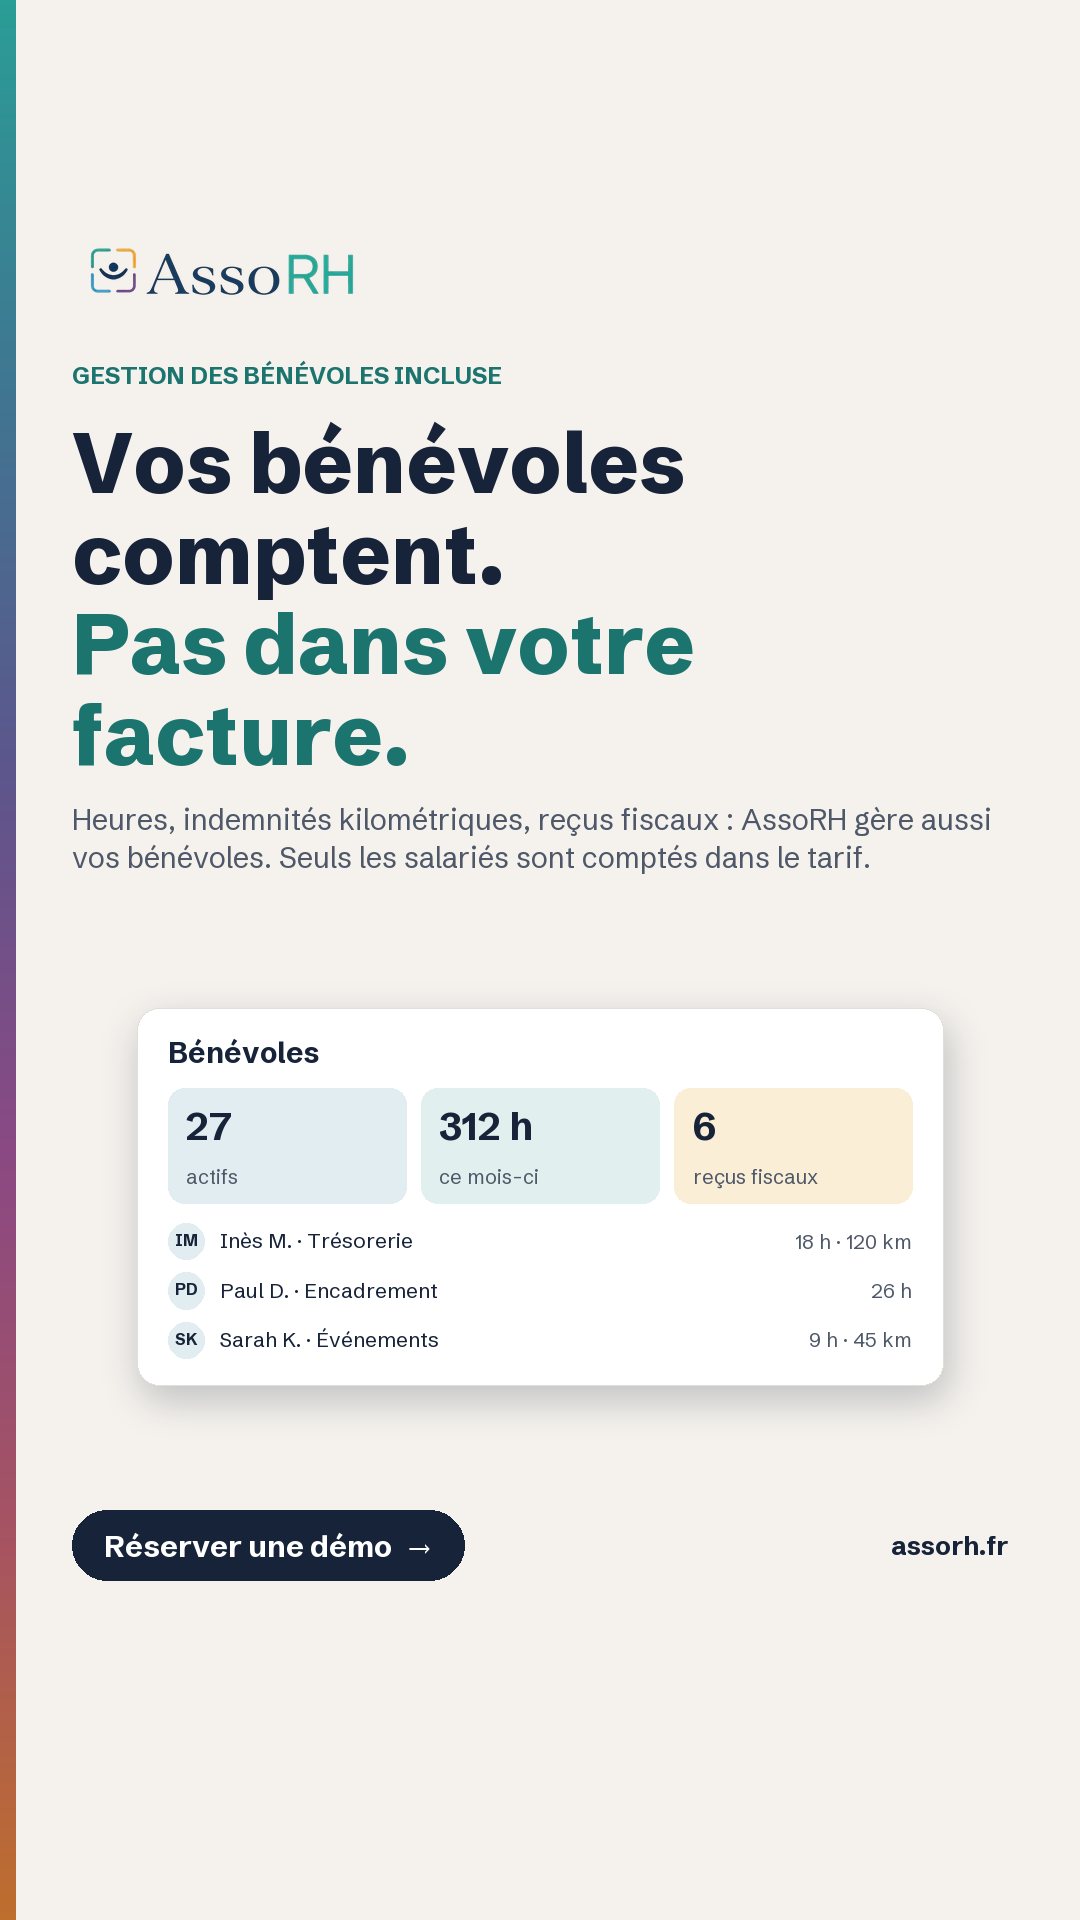 AssoRH
GESTION DES BÉNÉVOLES INCLUSE
Vos bénévoles
comptent.
Pas dans votre
facture.
Heures, indemnités kilométriques, reçus fiscaux : AssoRH gère aussi
vos bénévoles. Seuls les salariés sont comptés dans le tarif.
Bénévoles
27
actifs
312 h
ce mois-ci
6
reçus fiscaux
IM Inès M. · Trésorerie 18 h · 120 km
PD Paul D. · Encadrement 26 h
SK Sarah K. · Événements 9 h · 45 km
Réserver une démo →
assorh.fr